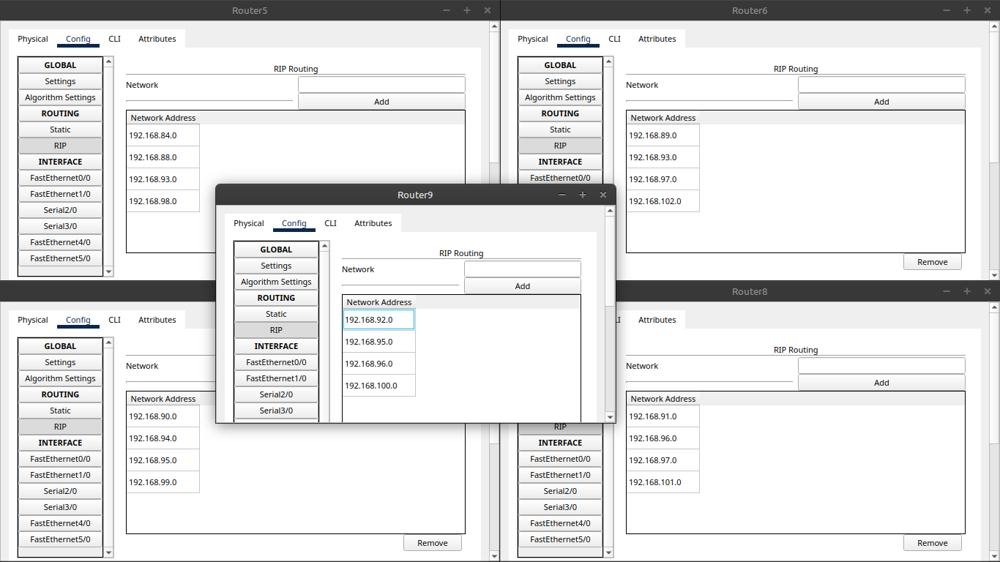 Router5
Physical Config CLI Attributes
GLOBAL
Settings
Algorithm Settings
ROUTING
Static
RIP
INTERFACE
FastEthernet0/0
FastEthernet1/0
Serial2/0
Serial3/0
FastEthernet4/0
FastEthernet5/0
RIP Routing
Network
Add
Network Address
192.168.84.0
192.168.88.0
192.168.93.0
192.168.98.0
Router6
Physical Config CLI Attributes
GLOBAL
Settings
Algorithm Settings
ROUTING
Static
RIP
INTERFACE
FastEthernet0/0
RIP Routing
Network
Add
Network Address
192.168.89.0
192.168.93.0
192.168.97.0
192.168.102.0
Remove
Router9
Physical Config CLI Attributes
GLOBAL
Settings
Algorithm Settings
ROUTING
Static
RIP
INTERFACE
FastEthernet0/0
FastEthernet1/0
Serial2/0
Serial3/0
RIP Routing
Network
Add
Network Address
192.168.92.0
192.168.95.0
192.168.96.0
192.168.100.0
Physical Config CLI Attributes
GLOBAL
Settings
Algorithm Settings
ROUTING
Static
RIP
INTERFACE
FastEthernet0/0
FastEthernet1/0
Serial2/0
Serial3/0
FastEthernet4/0
FastEthernet5/0
Network
Network Address
192.168.90.0
192.168.94.0
192.168.95.0
192.168.99.0
Remove
Router8
Attributes
RIP
INTERFACE
FastEthernet0/0
FastEthernet1/0
Serial2/0
Serial3/0
FastEthernet4/0
FastEthernet5/0
RIP Routing
Network
Add
Network Address
192.168.91.0
192.168.96.0
192.168.97.0
192.168.101.0
Remove